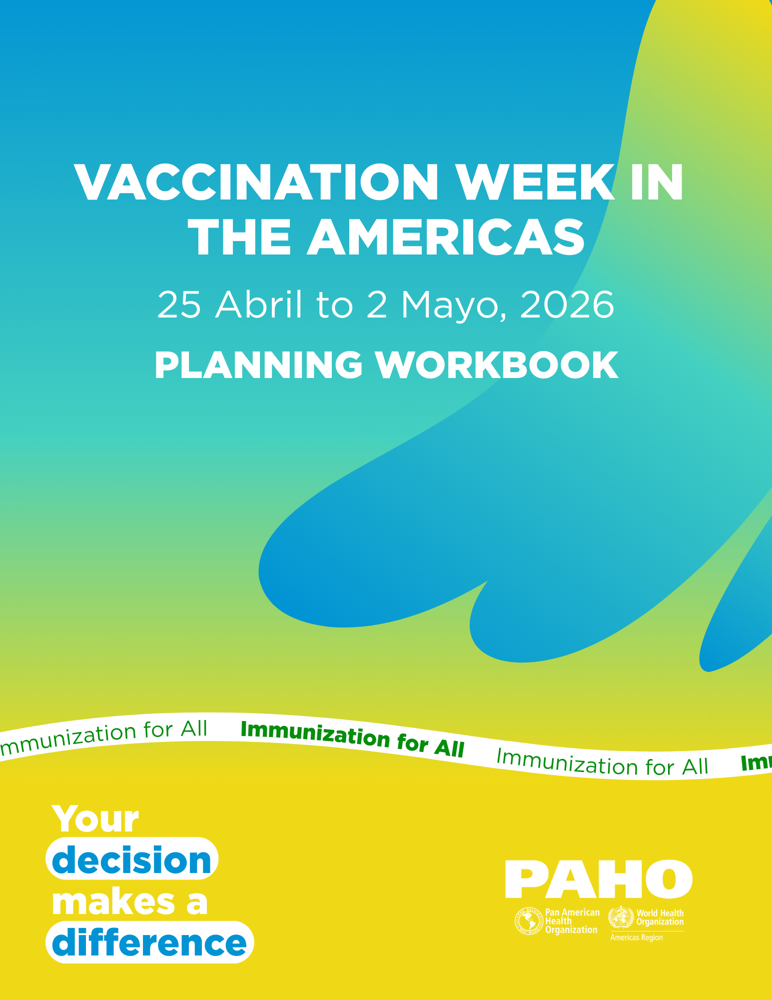 VACCINATION WEEK IN
THE AMERICAS
25 Abril to 2 Mayo, 2026
PLANNING WORKBOOK
mmunization for All Immunization for All Immunization for All Imm
Your
decision
makes a
difference
PAHO
Pan American
Health
Organization
World Health
Organization
Americas Region